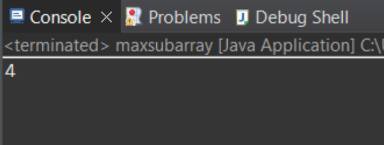 Console Problems Debug Shell
<terminated> maxsubarray [Java Application] C:\
4